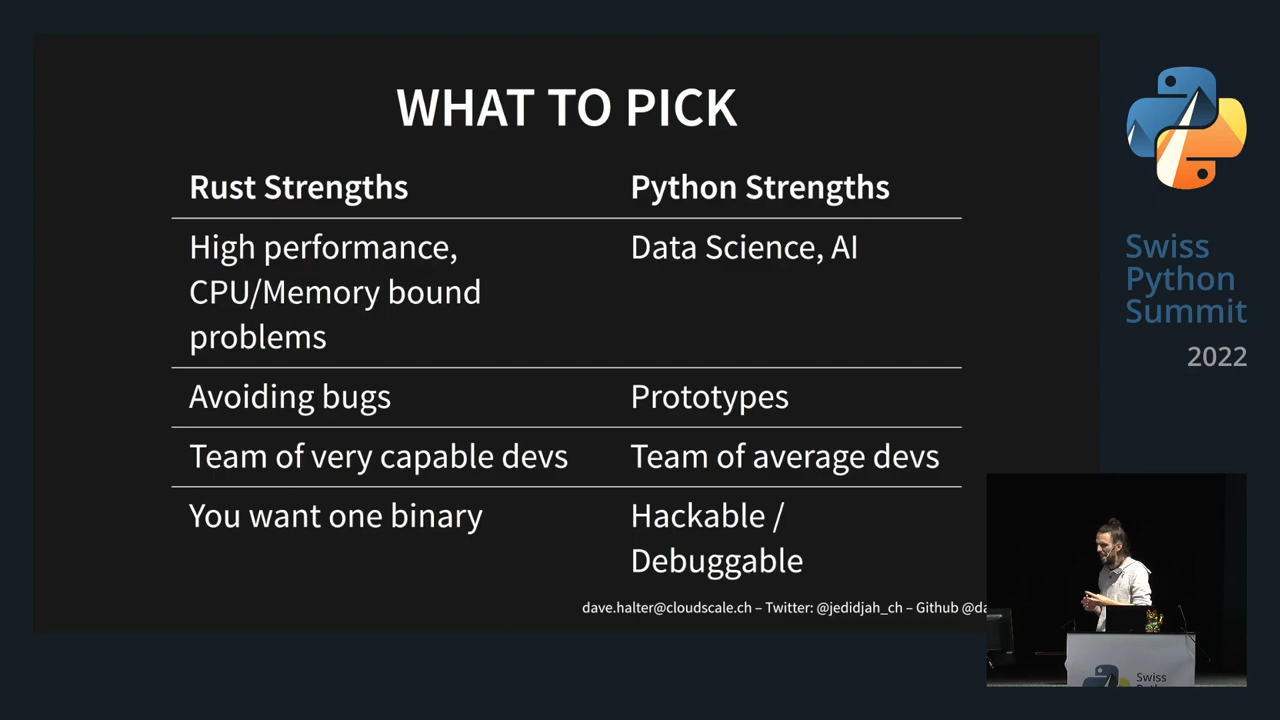 WHAT TO PICK
Rust Strengths
Python Strengths
High performance,
CPU/Memory bound
problems
Data Science, AI
Avoiding bugs
Prototypes
Team of very capable devs
Team of average devs
You want one binary
Hackable /
Debuggable
dave.halter@cloudscale.ch – Twitter: @jedidjah_ch – Github @da
Swiss
Python
Summit
2022
Swiss